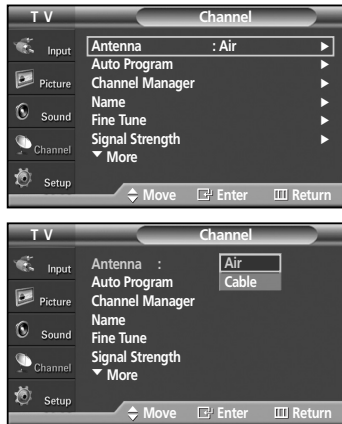 T V Channel
Input
Picture
Sound
Channel
Setup
Antenna : Air ►
Auto Program ►
Channel Manager ►
Name ►
Fine Tune ►
Signal Strength ►
▼ More
Move Enter Return
T V Channel
Input
Picture
Sound
Channel
Setup
Antenna : Air
Auto Program Cable
Channel Manager
Name
Fine Tune
Signal Strength
▼ More
Move Enter Return